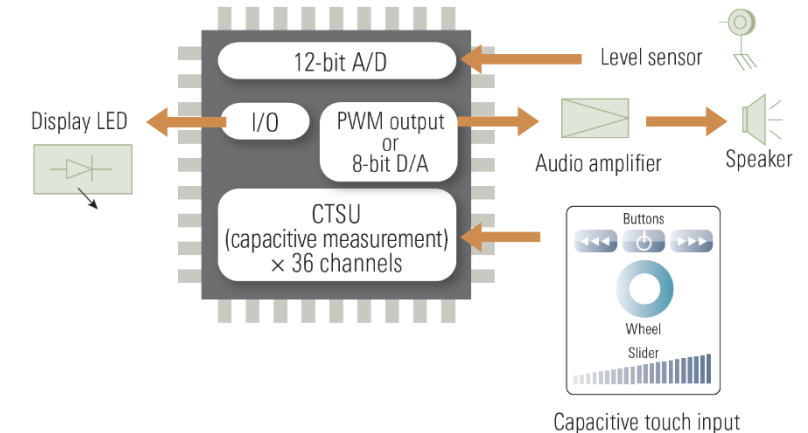 12-bit A/D
Level sensor
Display LED
I/O
PWM output
or
8-bit D/A
Audio amplifier
Speaker
CTSU
(capacitive measurement)
× 36 channels
Buttons
Wheel
Slider
Capacitive touch input